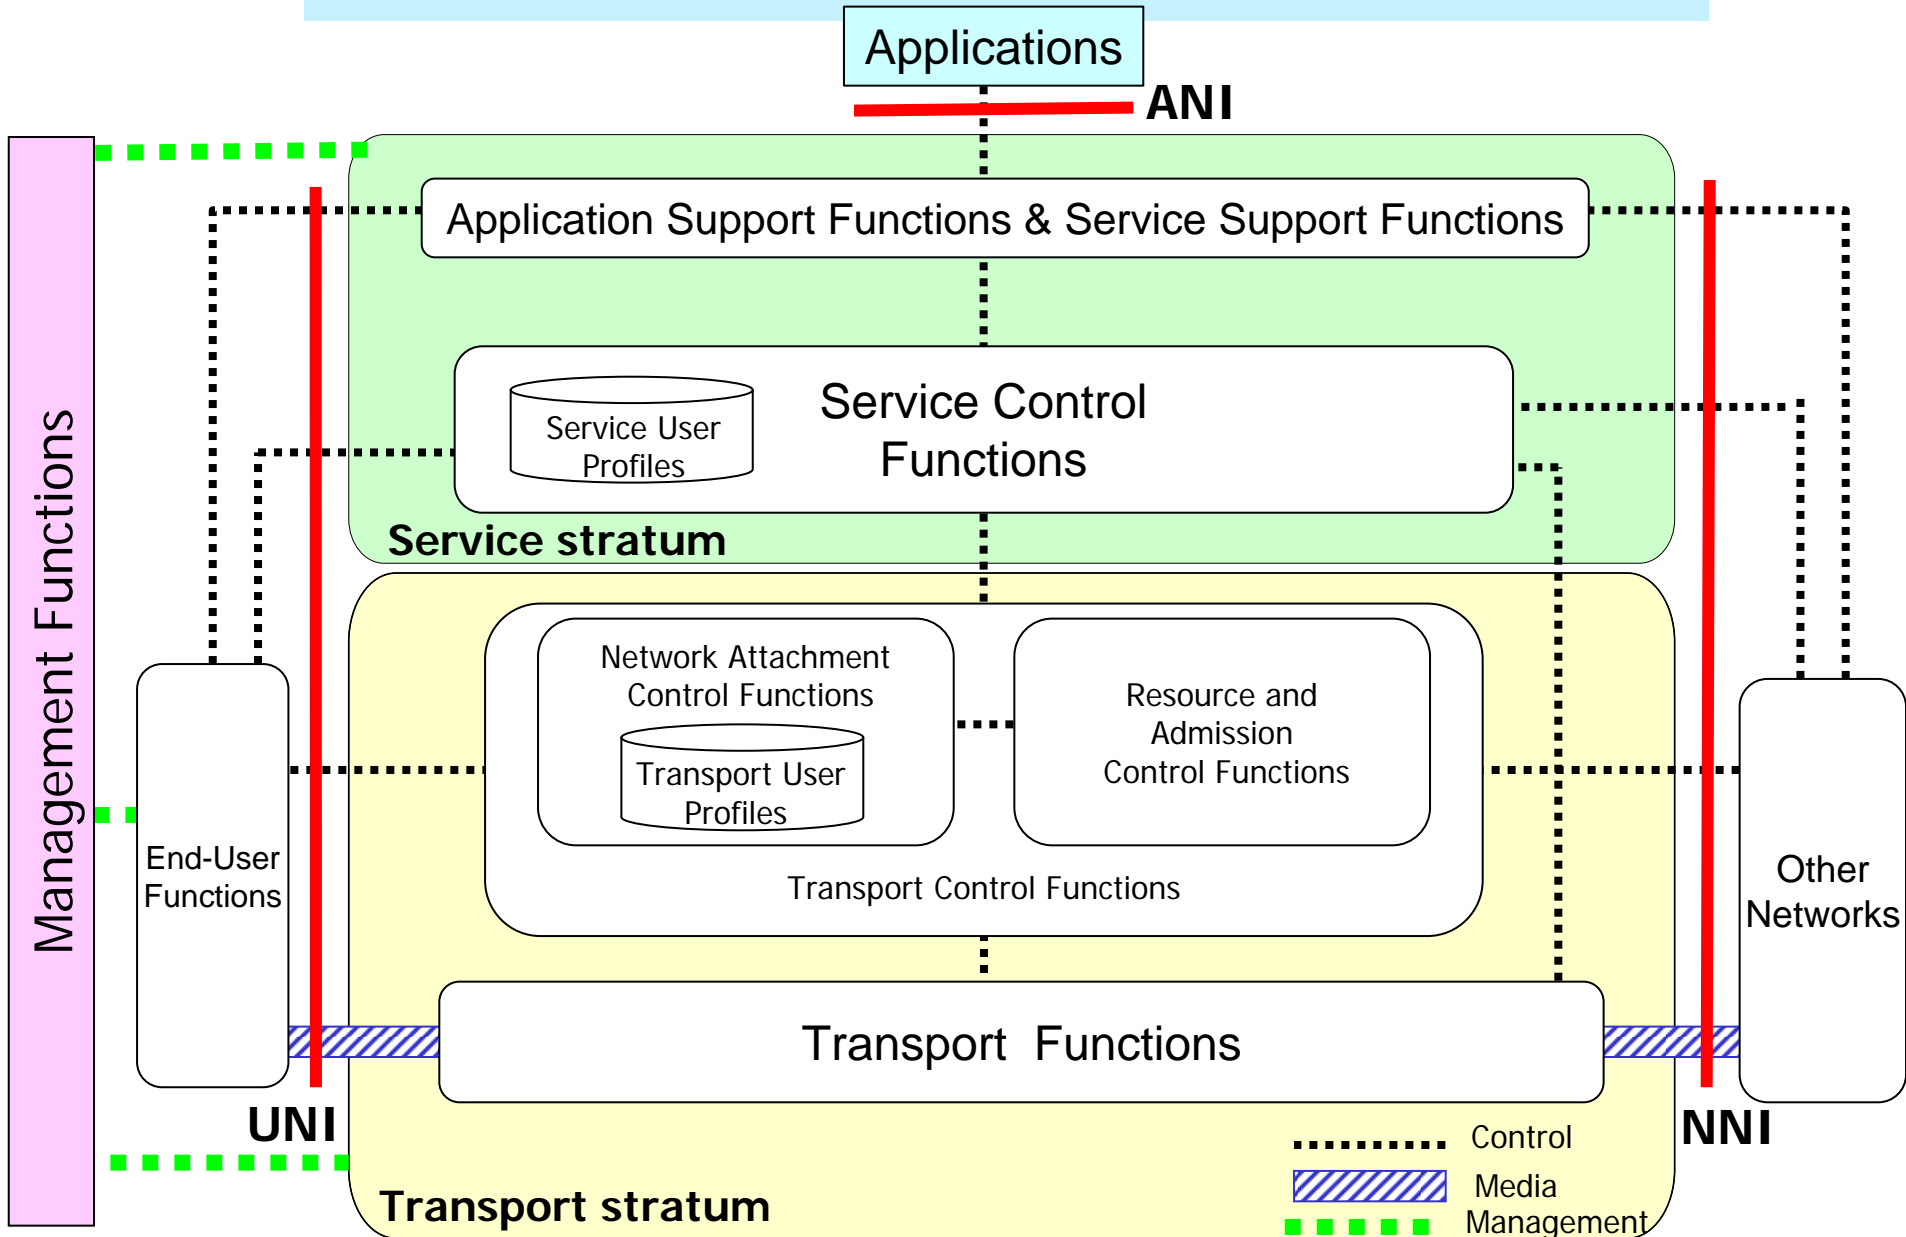 Applications
ANI
Application Support Functions & Service Support Functions
Service Control
Functions
Service User
Profiles
Service stratum
Management Functions
Network Attachment
Control Functions
Transport User
Profiles
Resource and
Admission
Control Functions
Transport Control Functions
End-User
Functions
Other
Networks
Transport Functions
UNI
NNI
Control
Media
Management
Transport stratum